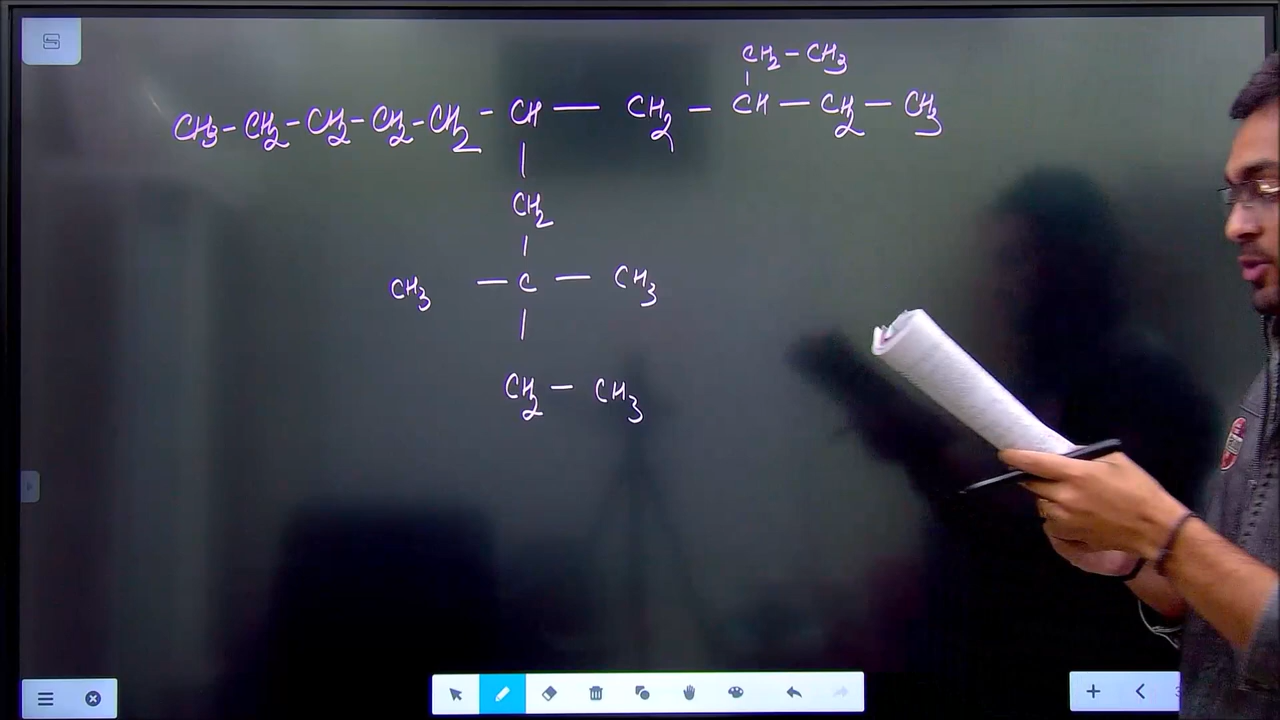 CH2 - CH3
CH3 - CH2 - CH2 - CH2 - CH2 - CH — CH2 - CH — CH2 — CH3
CH2
CH3 — C — CH3
CH2 — CH3